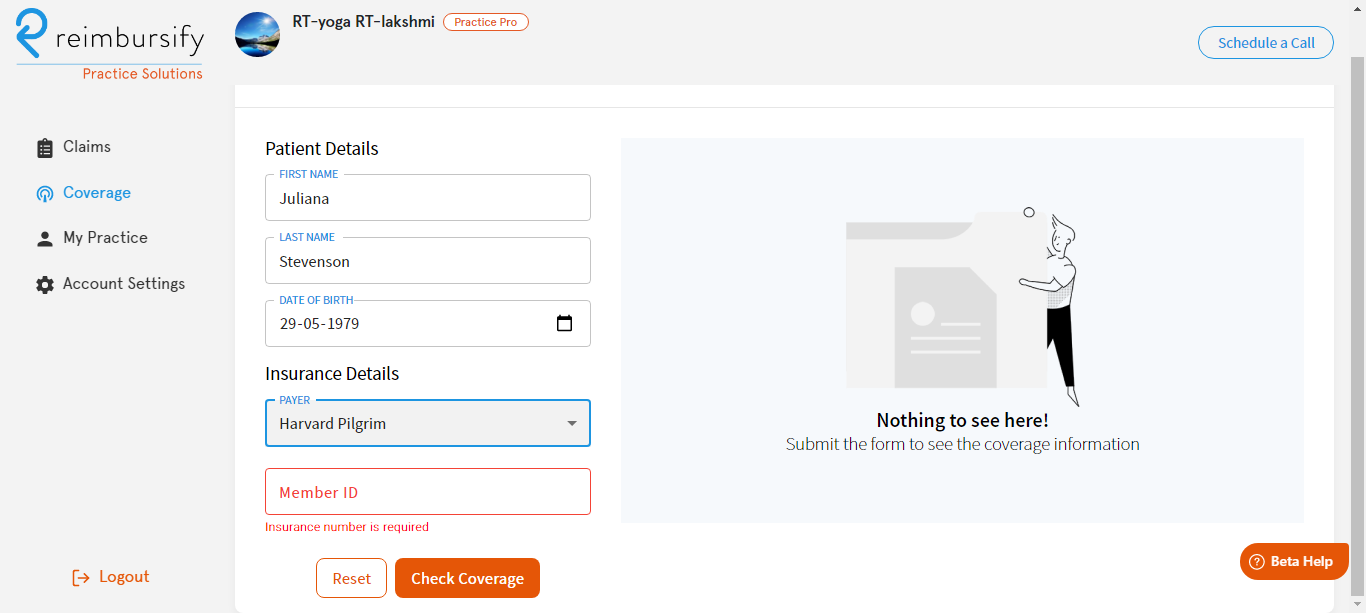 reimbursify
Practice Solutions
RT-yoga RT-lakshmi
Practice Pro
Schedule a Call
Claims
Coverage
My Practice
Account Settings
Logout
Patient Details
FIRST NAME
Juliana
LAST NAME
Stevenson
DATE OF BIRTH
29-05-1979
Insurance Details
PAYER
Harvard Pilgrim
Member ID
Insurance number is required
Reset
Check Coverage
Nothing to see here!
Submit the form to see the coverage information
? Beta Help